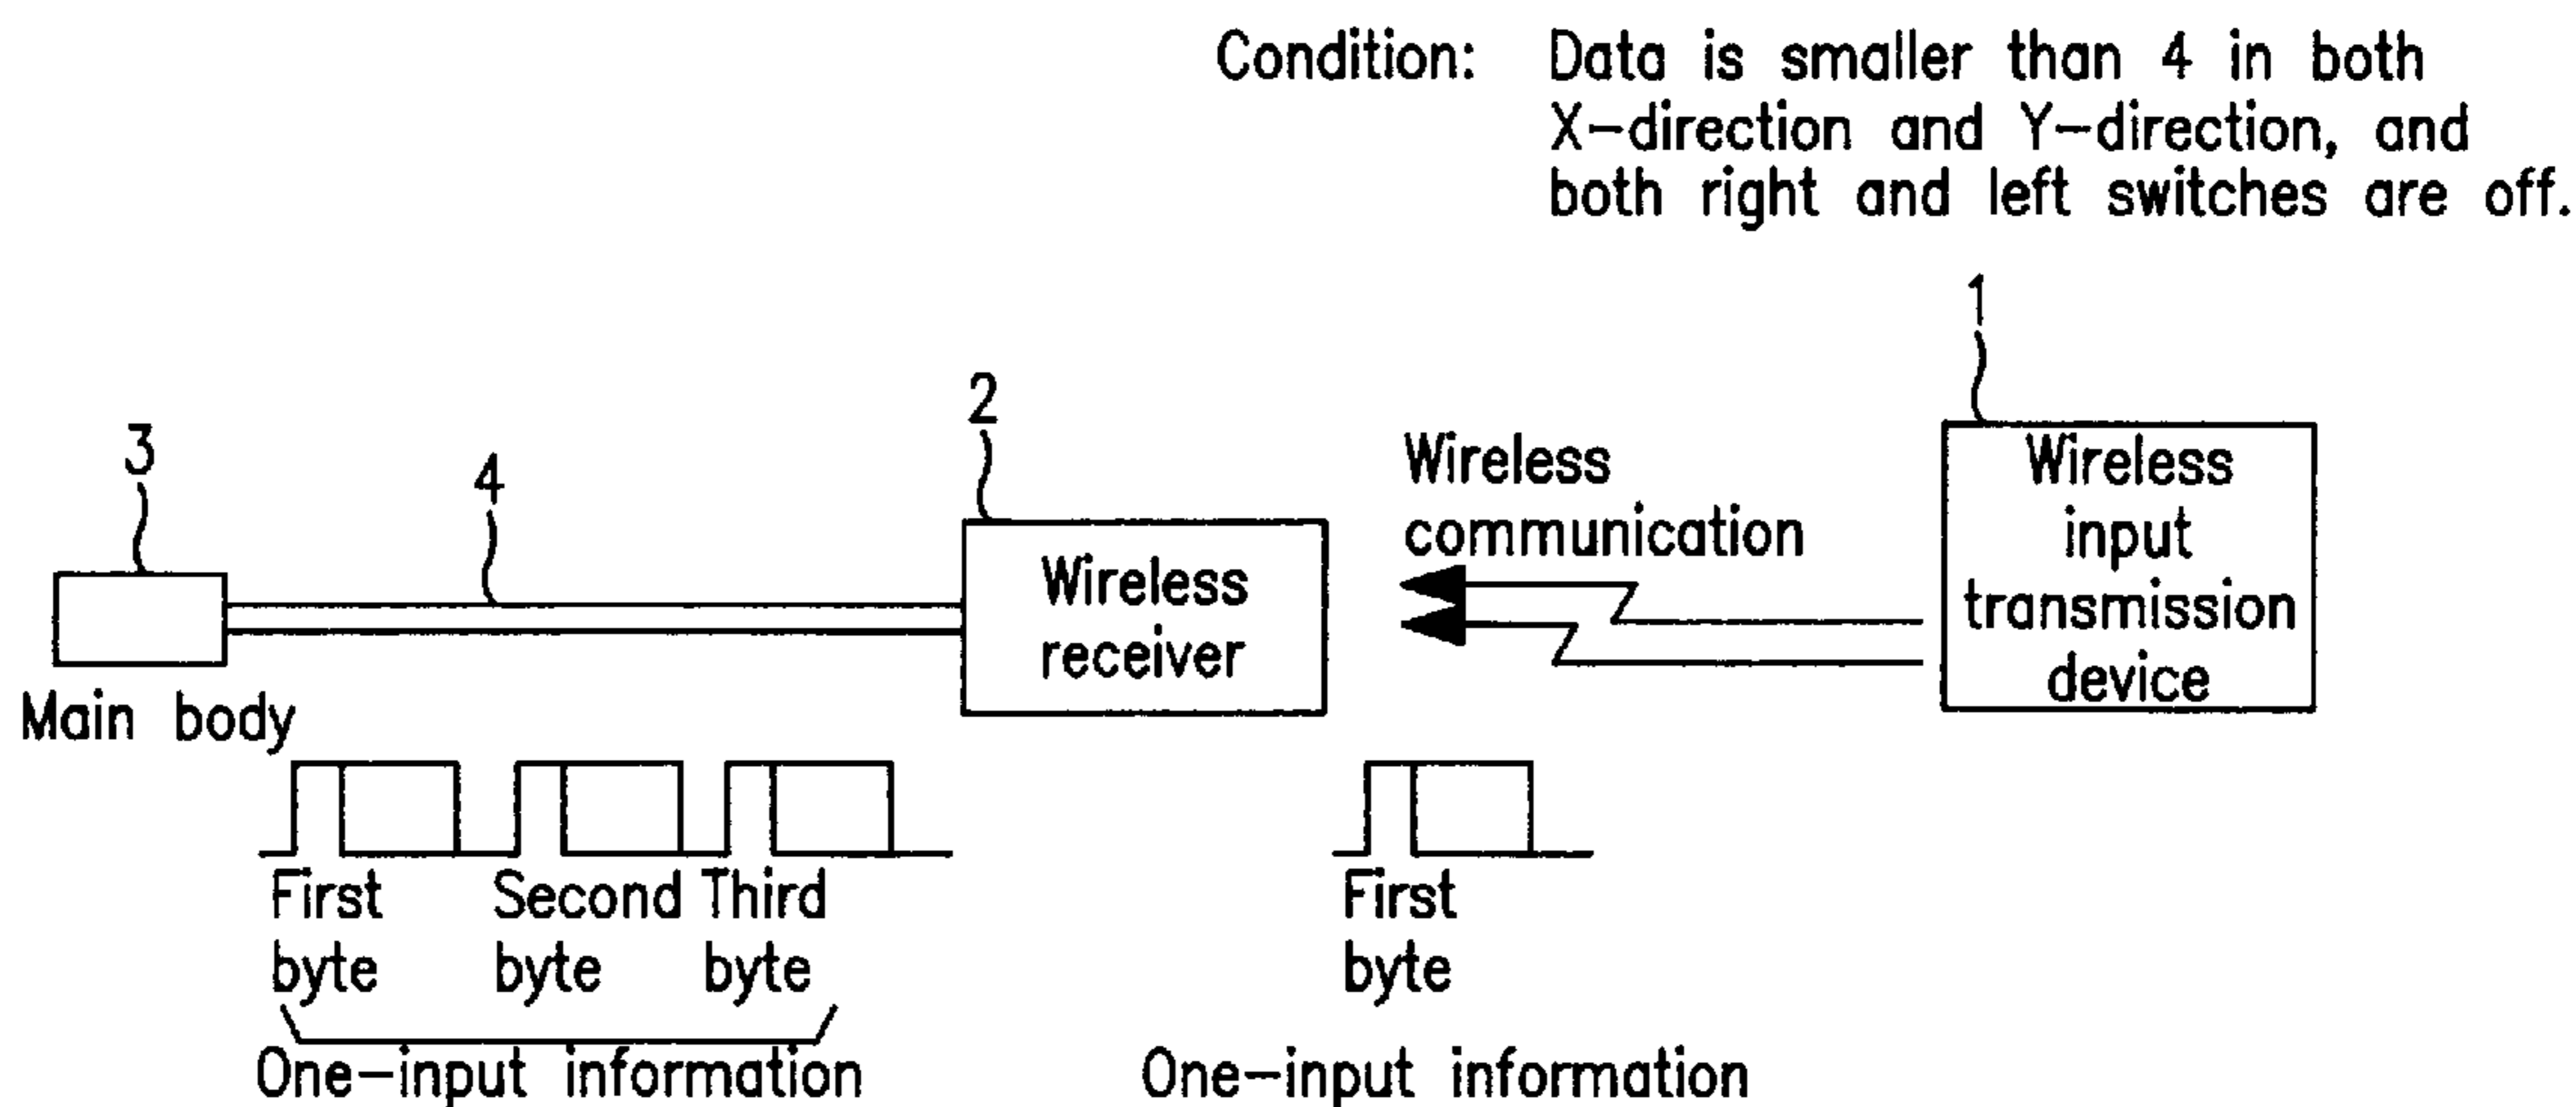 Condition: Data is smaller than 4 in both
X-direction and Y-direction, and
both right and left switches are off.
1
2
3
4
Wireless
communication
Wireless
input
transmission
device
Wireless
receiver
Main body
First
byte
Second
byte
Third
byte
First
byte
One-input information
One-input information